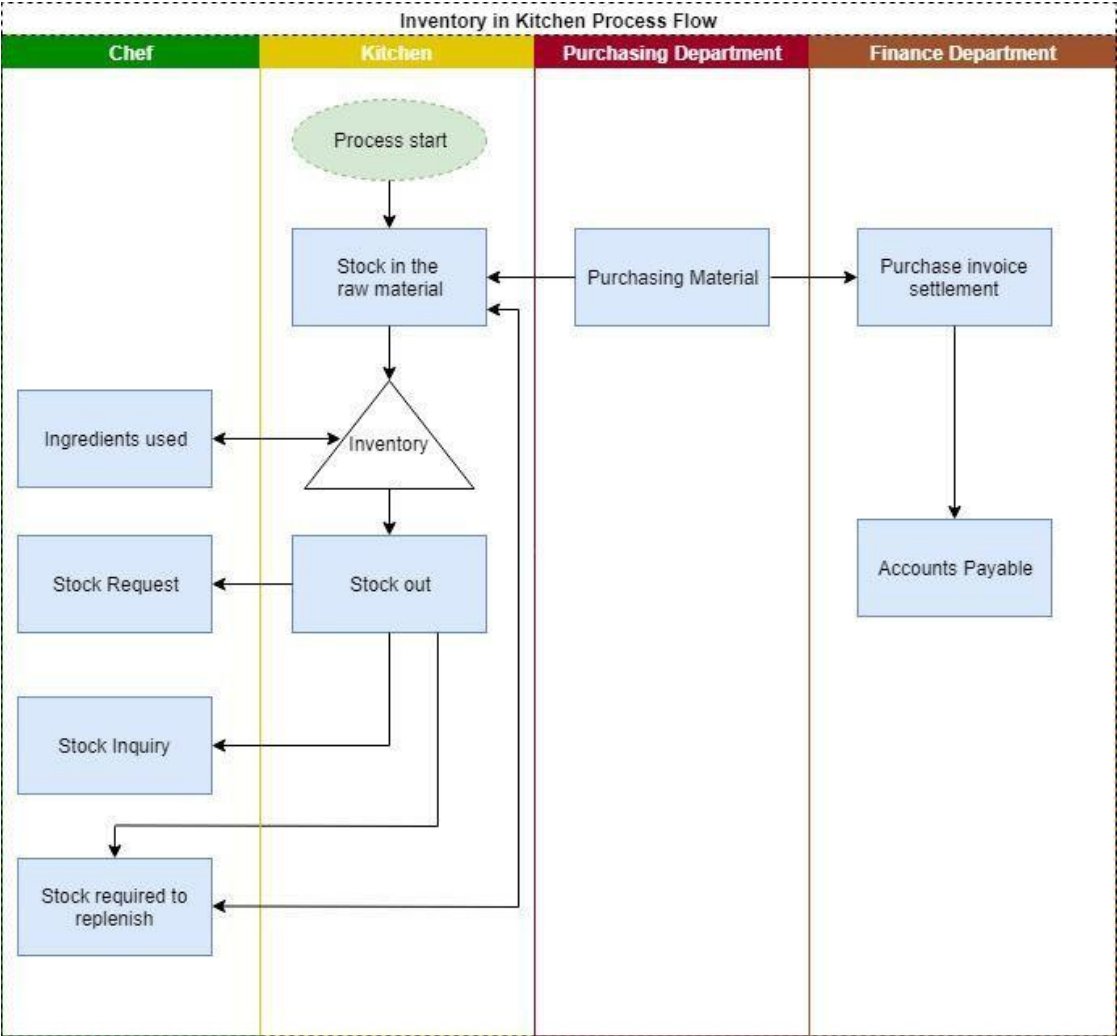 Inventory in Kitchen Process Flow
Chef
Kitchen
Purchasing Department
Finance Department
Process start
Stock in the
raw material
Purchasing Material
Purchase invoice
settlement
Ingredients used
Inventory
Stock Request
Stock out
Accounts Payable
Stock Inquiry
Stock required to
replenish